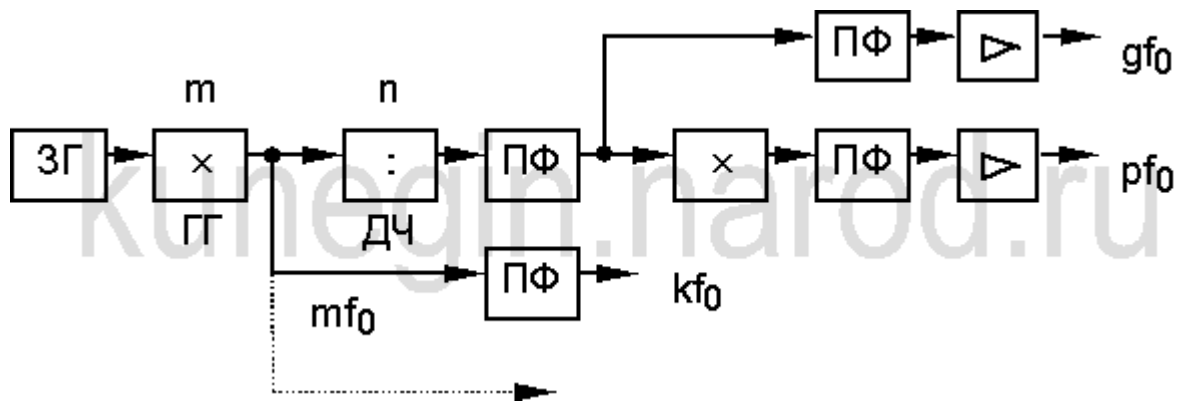 ПФ
gf0
m
n
ЗГ
×
:
ПФ
×
ПФ
pf0
ГГ
ДЧ
kunegin.narod.ru
ПФ
mf0
kf0